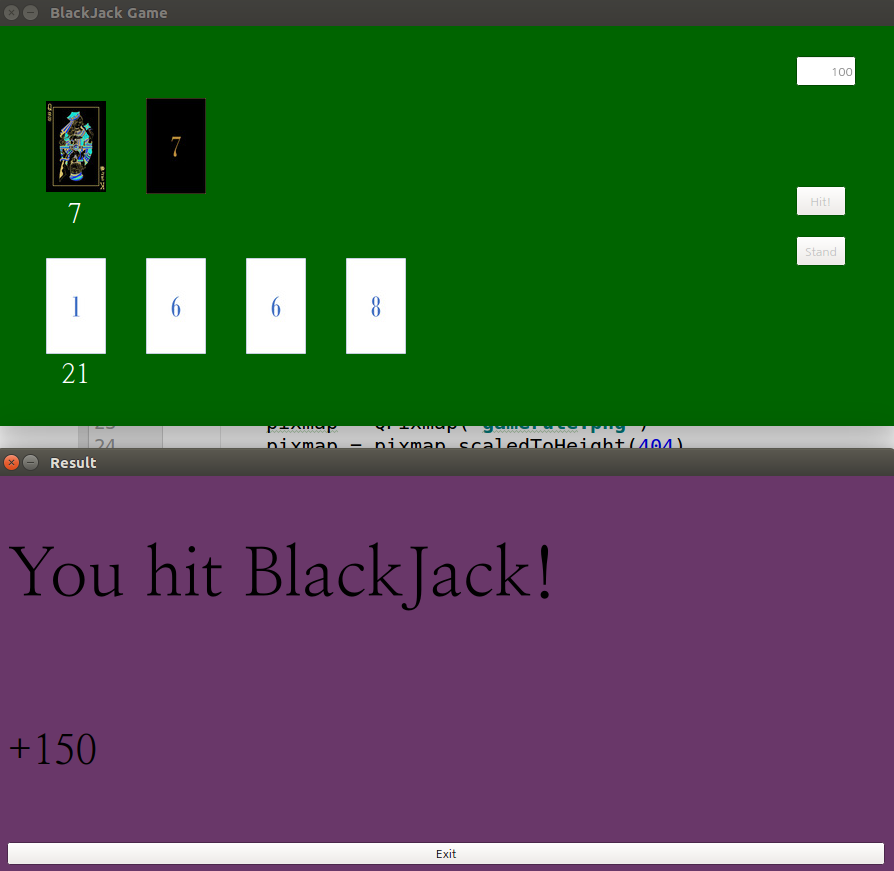 BlackJack Game
100
7
7
Hit!
Stand
1 6 6 8
21
24 pixmap = pixmap.scaledToHeight(404)
Result
You hit BlackJack!
+150
Exit